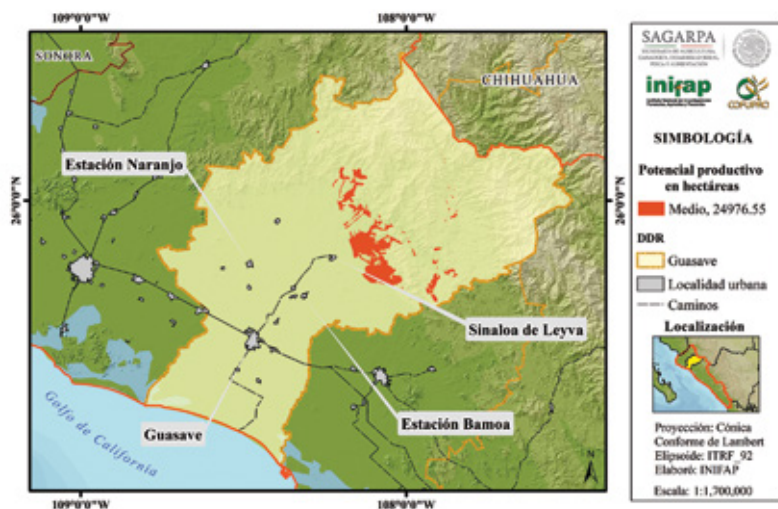 109°0'0"W
108°0'0"W
SONORA
CHIHUAHUA
Estación Naranjo
26°0'0"N
26°0'0"N
Sinaloa de Leyva
Estación Bamoa
Guasave
Golfo de California
N
109°0'0"W
108°0'0"W
SAGARPA
inifap
COFUPRO
SIMBOLOGÍA
Potencial productivo
en hectáreas
Medio, 24976.55
DDR
Guasave
Localidad urbana
Caminos
Localización
Proyección: Cónica
Conforme de Lambert
Elipsoide: ITRF_92
Elaboró: INIFAP
Escala: 1:1,700,000